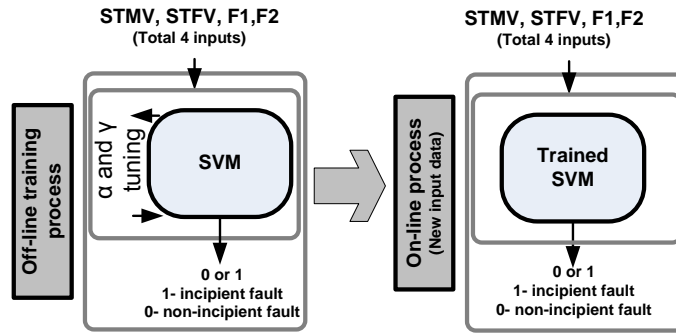 STMV, STFV, F1,F2
(Total 4 inputs)
Off-line training
process
α and γ
tuning
SVM
0 or 1
1- incipient fault
0- non-incipient fault
STMV, STFV, F1,F2
(Total 4 inputs)
On-line process
(New input data)
Trained
SVM
0 or 1
1- incipient fault
0- non-incipient fault